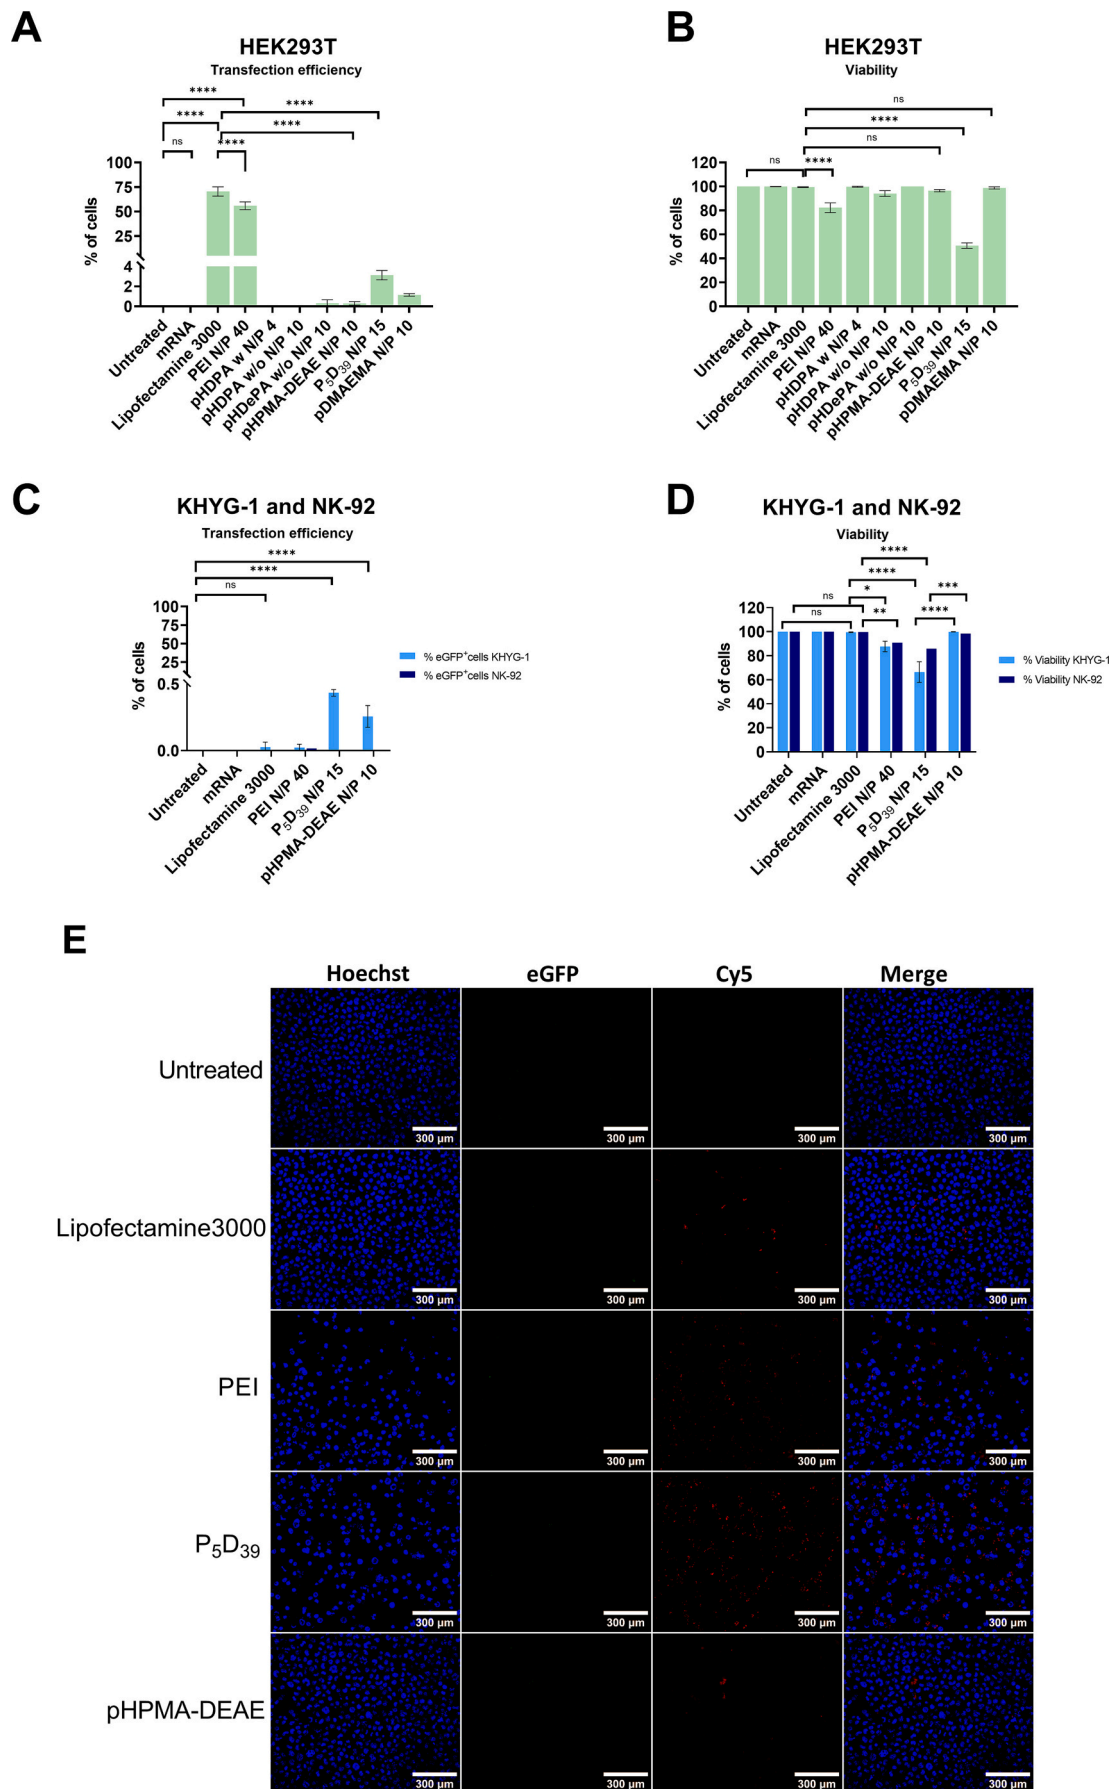 A
HEK293T
Transfection efficiency
****
****
****
****
ns
****
100
75
50
25
4
2
0
% of cells
Untreated
mRNA
Lipofectamine 3000
PEI N/P 40
pHDPA w N/P 4
pHDPA w/o N/P 10
pHDePA w/o N/P 10
pHPMA-DEAE N/P 10
P₅D₃₉ N/P 15
pDMAEMA N/P 10
B
HEK293T
Viability
ns
****
ns
ns
****
120
100
80
60
40
20
0
% of cells
Untreated
mRNA
Lipofectamine 3000
PEI N/P 40
pHDPA w N/P 4
pHDPA w/o N/P 10
pHDePA w/o N/P 10
pHPMA-DEAE N/P 10
P₅D₃₉ N/P 15
pDMAEMA N/P 10
C
KHYG-1 and NK-92
Transfection efficiency
****
****
ns
100
75
50
25
0.5
0.0
% of cells
Untreated
mRNA
Lipofectamine 3000
PEI N/P 40
P₅D₃₉ N/P 15
pHPMA-DEAE N/P 10
% eGFP⁺cells KHYG-1
% eGFP⁺cells NK-92
D
KHYG-1 and NK-92
Viability
****
****
***
*
ns
**
****
ns
120
100
80
60
40
20
0
% of cells
Untreated
mRNA
Lipofectamine 3000
PEI N/P 40
P₅D₃₉ N/P 15
pHPMA-DEAE N/P 10
% Viability KHYG-1
% Viability NK-92
E
Hoechst eGFP Cy5 Merge
Untreated
300 µm 300 µm 300 µm 300 µm
Lipofectamine3000
300 µm 300 µm 300 µm 300 µm
PEI
300 µm 300 µm 300 µm 300 µm
P₅D₃₉
300 µm 300 µm 300 µm 300 µm
pHPMA-DEAE
300 µm 300 µm 300 µm 300 µm